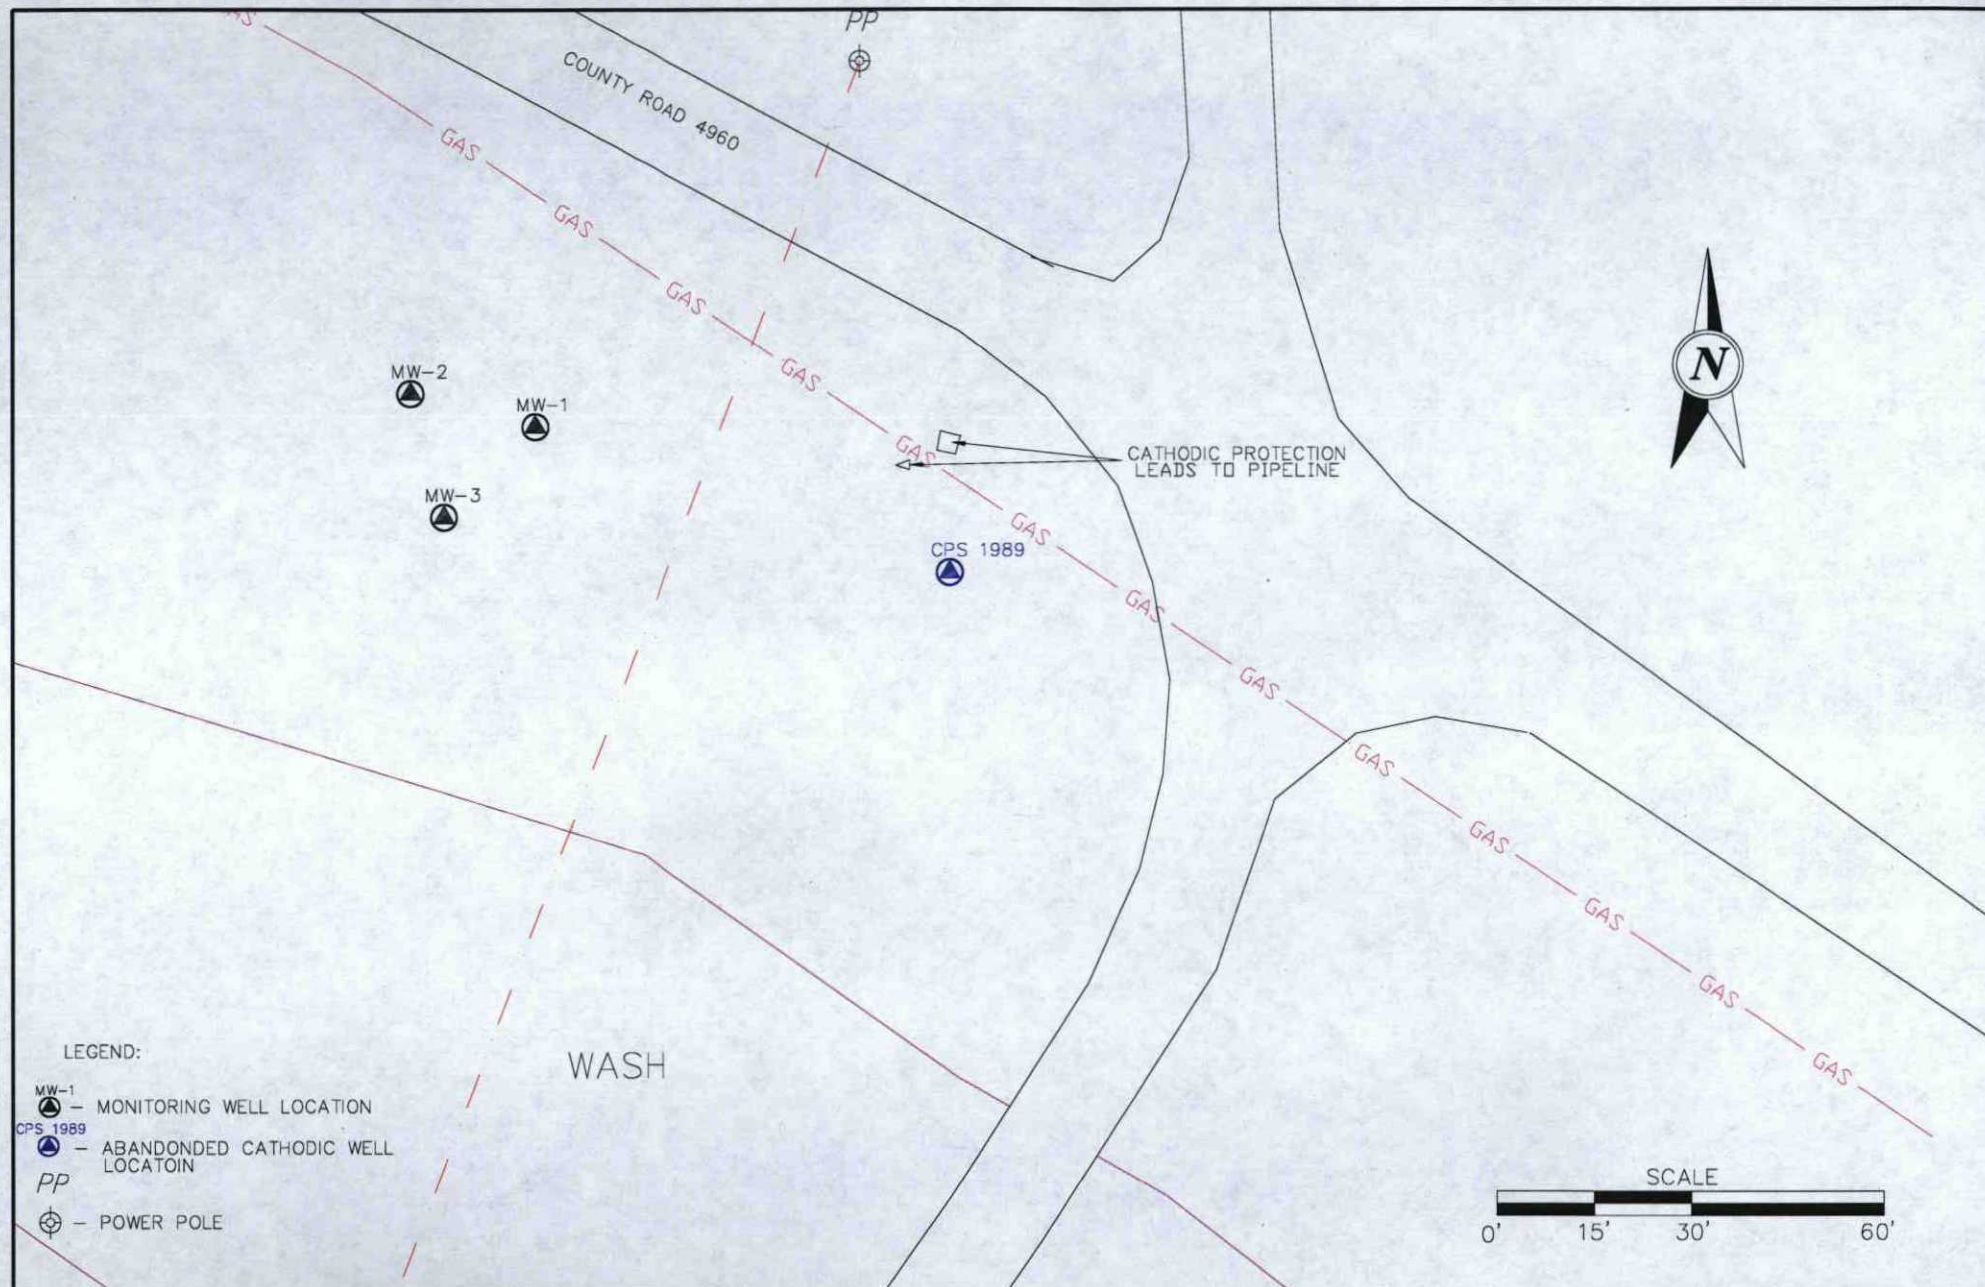 PP
COUNTY ROAD 4960
GAS
GAS
GAS
MW-2
GAS
MW-1
GAS
CATHODIC PROTECTION
LEADS TO PIPELINE
N
MW-3
GAS
CPS 1989
GAS
GAS
GAS
GAS
GAS
GAS
GAS
WASH
LEGEND:
MW-1
– MONITORING WELL LOCATION
CPS 1989
– ABANDONDED CATHODIC WELL
LOCATOIN
PP
– POWER POLE
SCALE
0' 15' 30' 60'